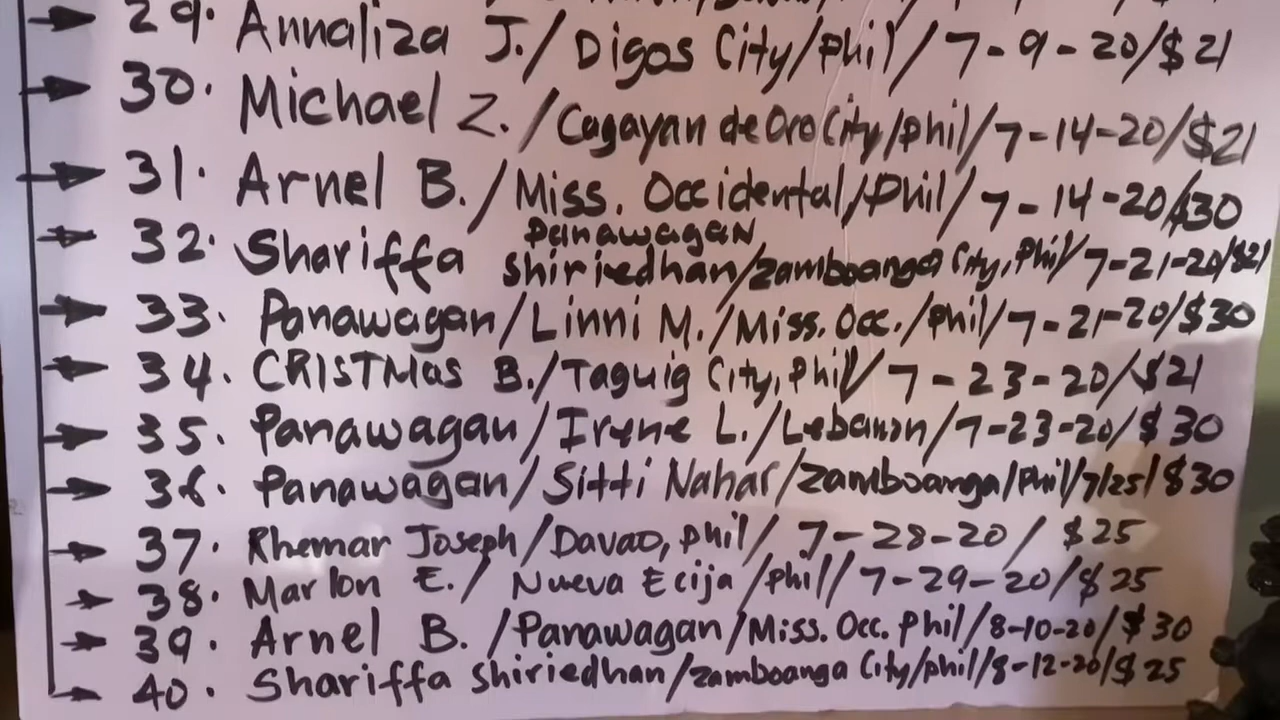 29. Annaliza J./Digos City/Phil/7-9-20/$21
30. Michael Z./Cagayan de Oro City/Phil/7-14-20/$21
31. Arnel B./Miss. Occidental/Phil/7-14-20/$30
Panawagan
32. Shariffa Shiriedhan/Zamboanga City, Phil/7-21-20/$21
33. Panawagan/Linni M./Miss. Occ./Phil/7-21-20/$30
34. CRISTMas B./Taguig City, Phil/7-23-20/$21
35. Panawagan/Irene L./Lebanon/7-23-20/$30
36. Panawagan/Sitti Nahar/Zamboanga/Phil/7/25/$30
37. Rhemar Joseph/Davao, Phil/7-28-20/$25
38. Marlon E./Nueva Ecija/Phil/7-29-20/$25
39. Arnel B./Panawagan/Miss. Occ. Phil/8-10-20/$30
40. Shariffa Shiriedhan/Zamboanga City/Phil/8-12-20/$25